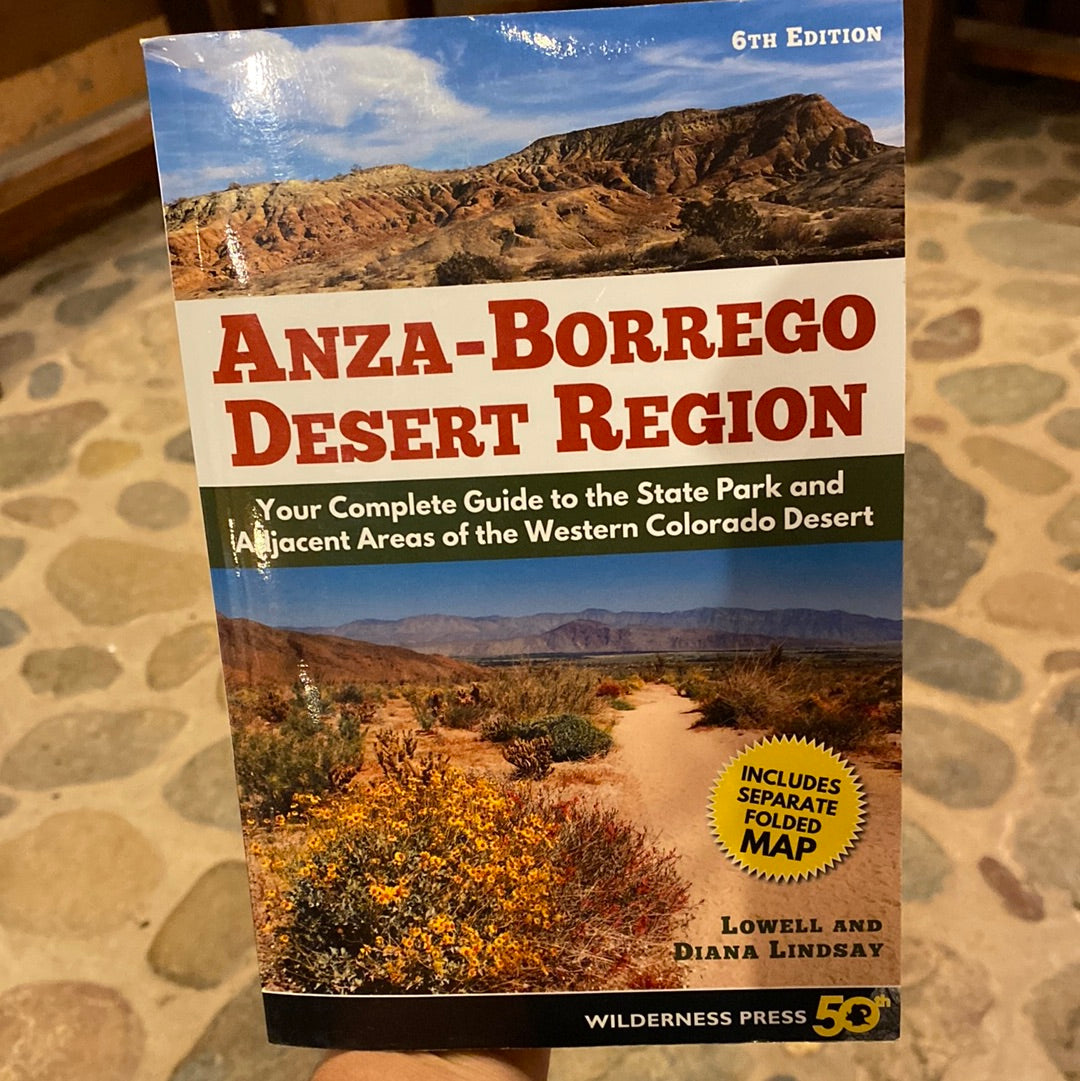 6TH EDITION
ANZA-BORREGO
DESERT REGION
Your Complete Guide to the State Park and
Adjacent Areas of the Western Colorado Desert
INCLUDES
SEPARATE
FOLDED
MAP
LOWELL AND
DIANA LINDSAY
WILDERNESS PRESS 50th